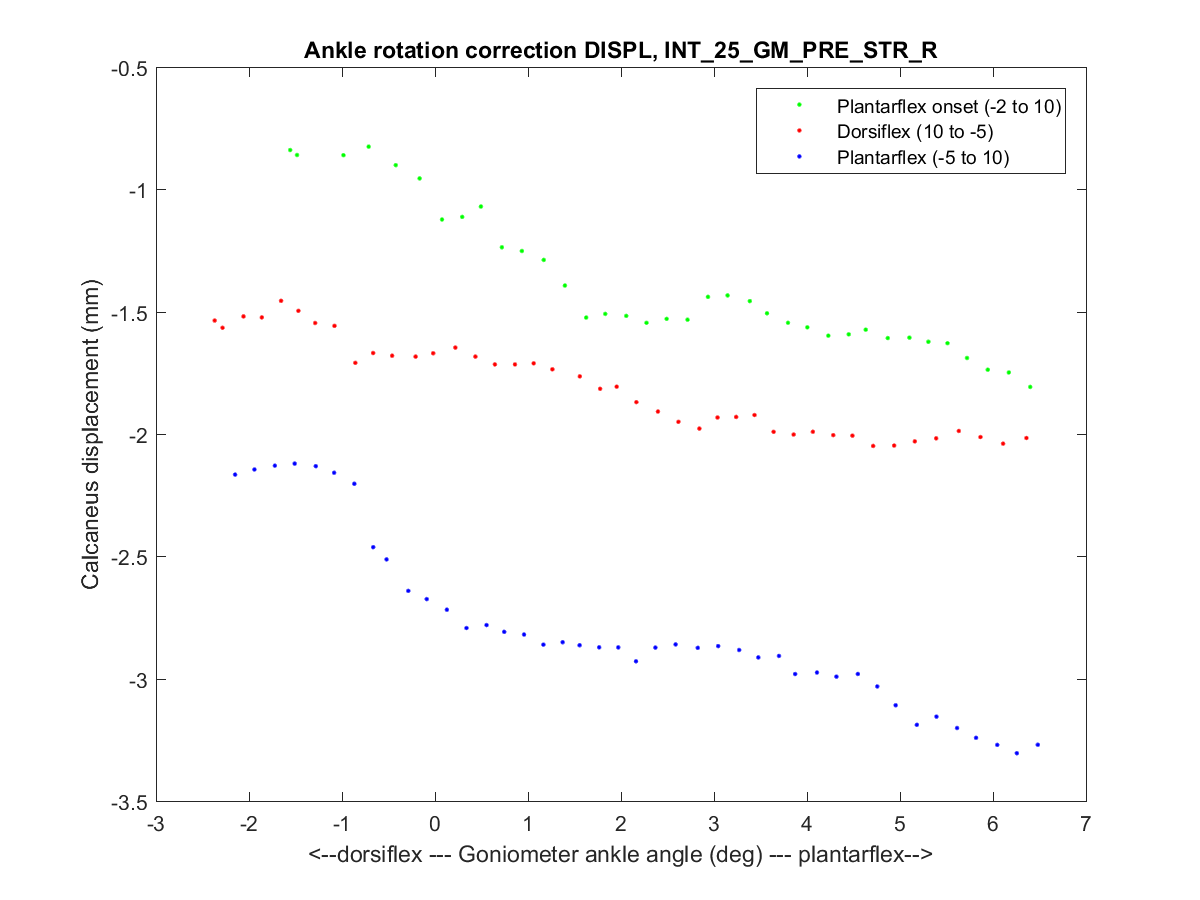 Ankle rotation correction DISPL, INT_25_GM_PRE_STR_R
-0.5
-1
-1.5
-2
-2.5
-3
-3.5
Calcaneus displacement (mm)
Plantarflex onset (-2 to 10)
Dorsiflex (10 to -5)
Plantarflex (-5 to 10)
-3 -2 -1 0 1 2 3 4 5 6 7
<--dorsiflex --- Goniometer ankle angle (deg) --- plantarflex-->